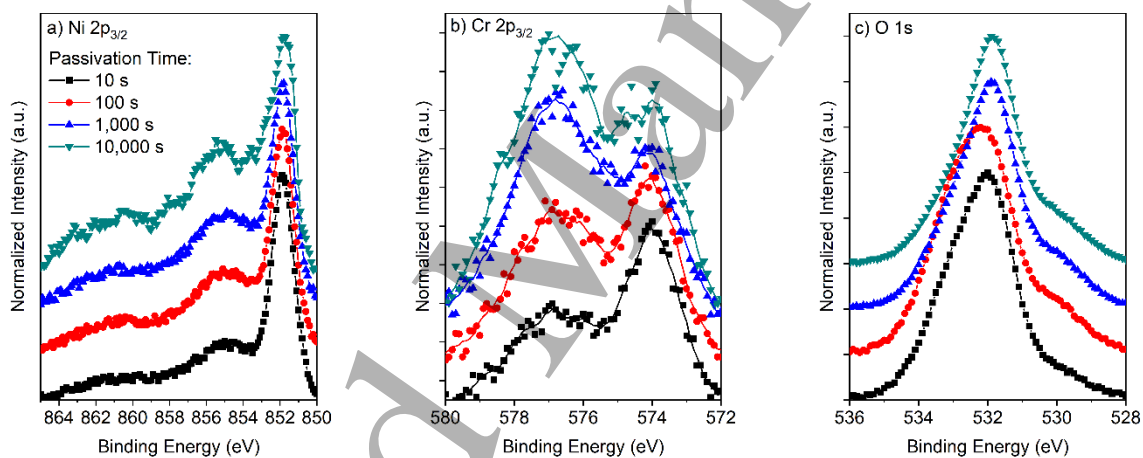 a) Ni 2p3/2
Passivation Time:
10 s
100 s
1,000 s
10,000 s
Normalized Intensity (a.u.)
864 862 860 858 856 854 852 850
Binding Energy (eV)
b) Cr 2p3/2
Normalized Intensity (a.u.)
580 578 576 574 572
Binding Energy (eV)
c) O 1s
Normalized Intensity (a.u.)
536 534 532 530 528
Binding Energy (eV)